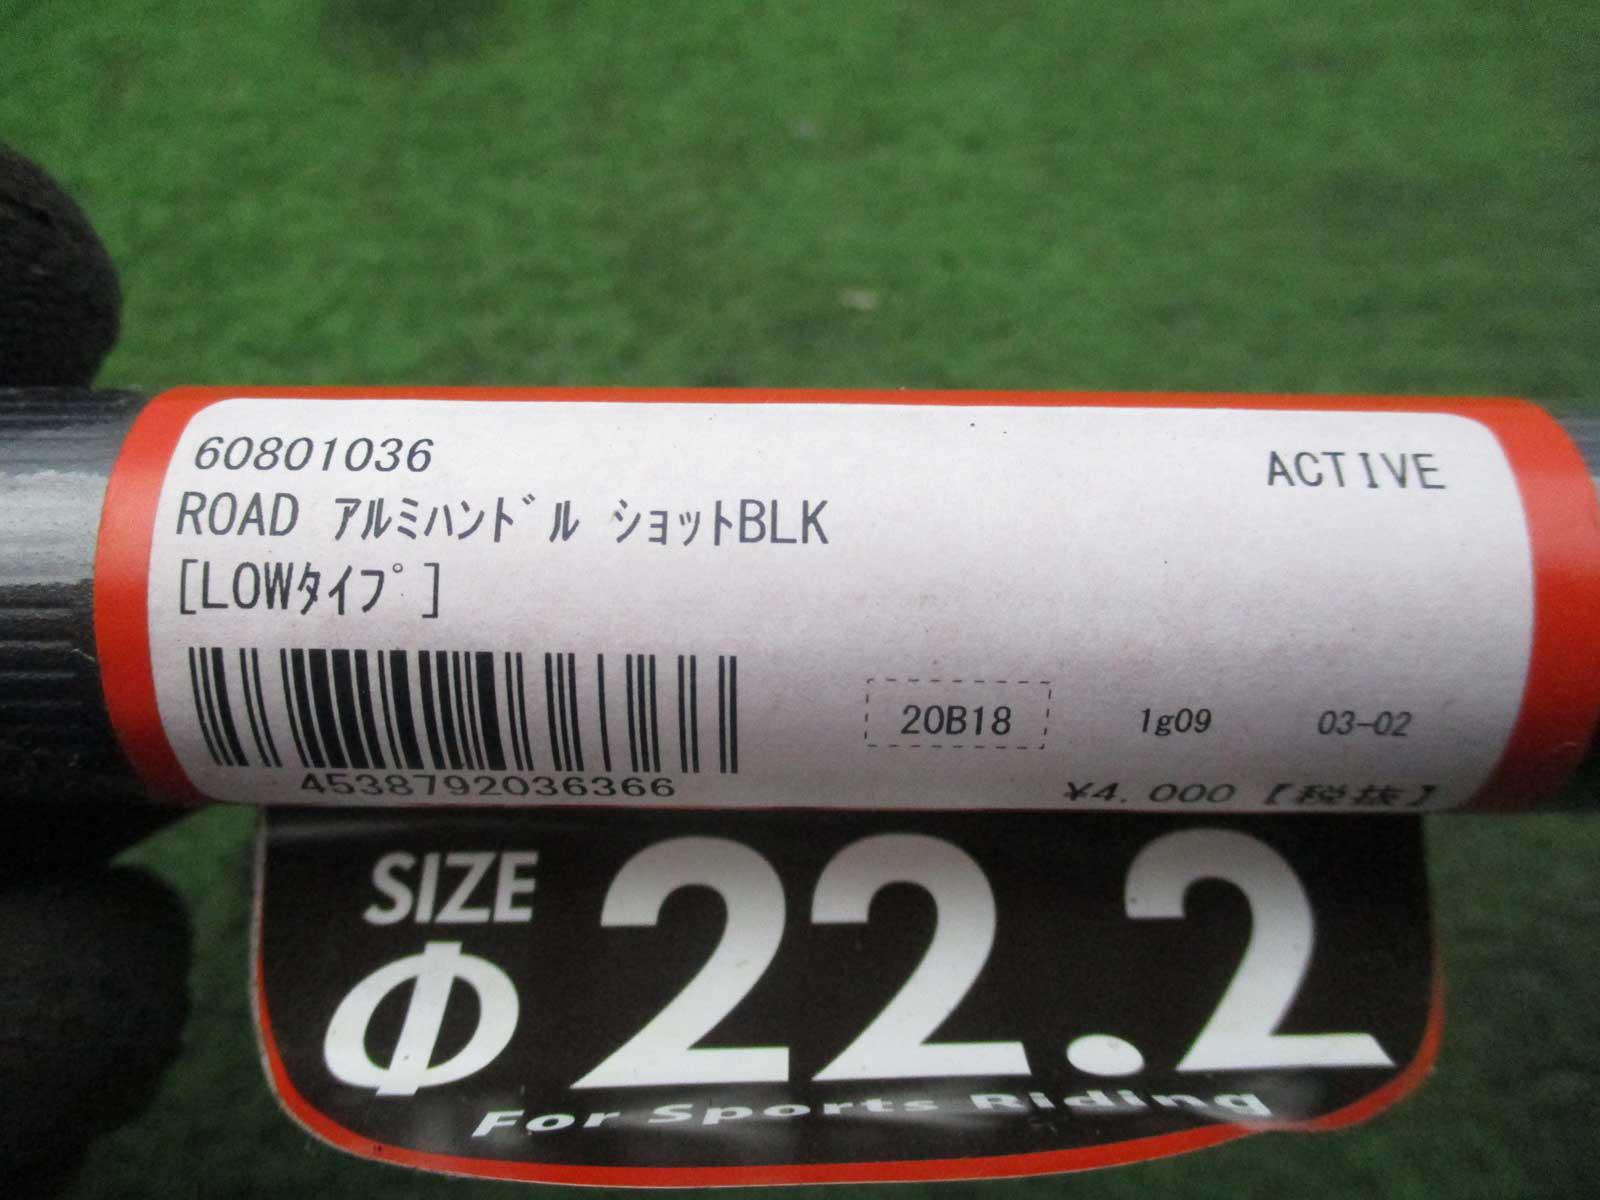 60801036
ACTIVE
ROAD ｱﾙﾐﾊﾝﾄﾞﾙ ｼｮｯﾄBLK
[LOWﾀｲﾌﾟ]
20B18 1g09 03-02
4538792036366
¥4,000【税抜】
SIZE
Φ22.2
For Sports Riding